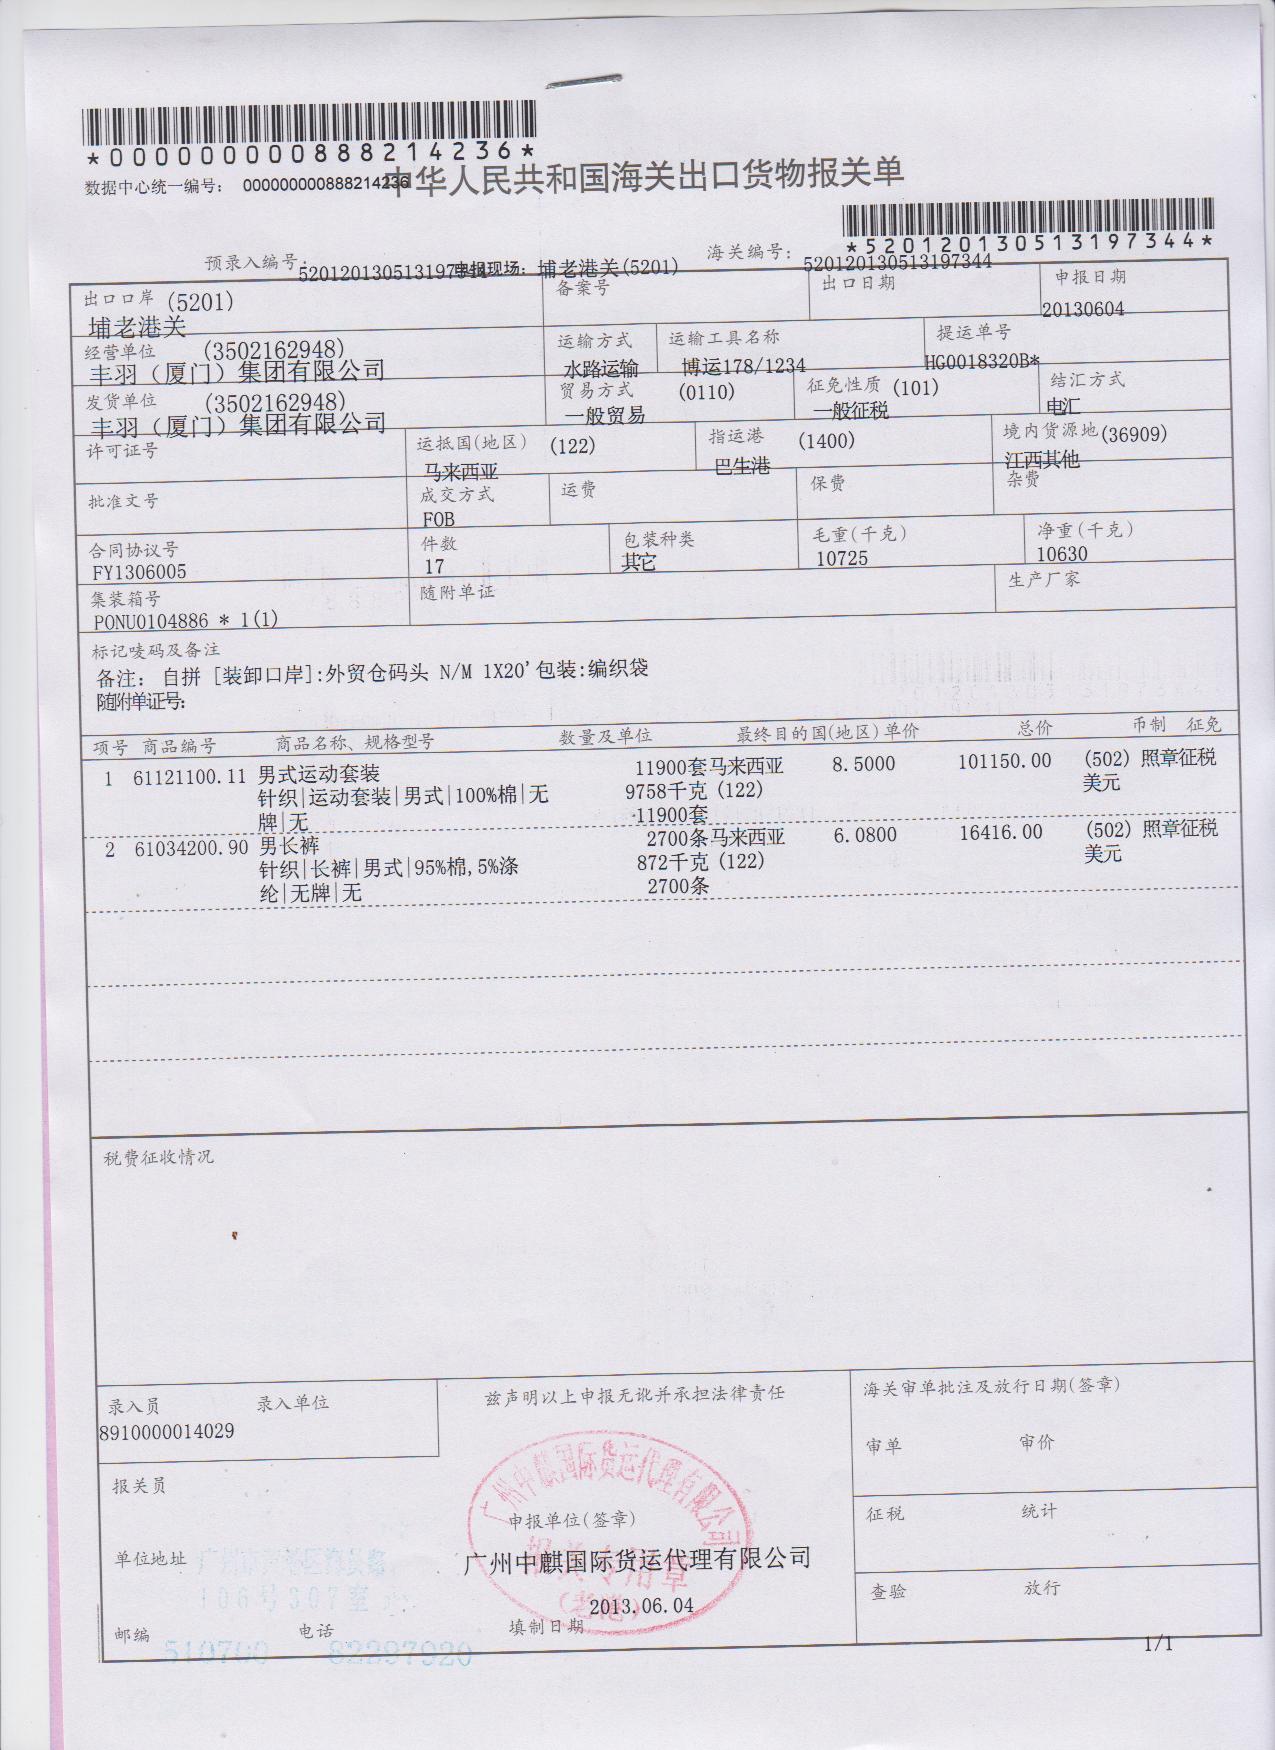 *000000000888214236*
数据中心统一编号： 000000000888214236
中华人民共和国海关出口货物报关单
*520120130513197344*
预录入编号： 520120130513197344 申报现场：埔老港关(5201) 海关编号： 520120130513197344
出口口岸 (5201) 备案号 出口日期 申报日期
埔老港关 20130604
经营单位 (3502162948) 运输方式 运输工具名称 提运单号
丰羽（厦门）集团有限公司 水路运输 博运178/1234 HG0018320B*
发货单位 (3502162948) 贸易方式 (0110) 征免性质 (101) 结汇方式
丰羽（厦门）集团有限公司 一般贸易 一般征税 电汇
许可证号 运抵国(地区) (122) 指运港 (1400) 境内货源地(36909)
马来西亚 巴生港 江西其他
批准文号 成交方式 运费 保费 杂费
FOB
合同协议号 件数 包装种类 毛重(千克) 净重(千克)
FY1306005 17 其它 10725 10630
集装箱号 随附单证 生产厂家
PONU0104886 * 1(1)
标记唛码及备注
备注： 自拼 [装卸口岸]:外贸仓码头 N/M 1X20'包装:编织袋
随附单证号:
项号 商品编号 商品名称、规格型号 数量及单位 最终目的国(地区)单价 总价 币制 征免
1 61121100.11 男式运动套装 11900套 马来西亚 8.5000 101150.00 (502) 照章征税
针织|运动套装|男式|100%棉|无 9758千克 (122) 美元
牌|无 11900套
2 61034200.90 男长裤 2700条 马来西亚 6.0800 16416.00 (502) 照章征税
针织|长裤|男式|95%棉,5%涤 872千克 (122) 美元
纶|无牌|无 2700条
税费征收情况
录入员 录入单位 兹声明以上申报无讹并承担法律责任 海关审单批注及放行日期(签章)
8910000014029
审单 审价
报关员
广州中麒国际货运代理有限公司
申报单位(签章) 征税 统计
报关专用章
单位地址 广州中麒国际货运代理有限公司
106号307室
(老港)
查验 放行
2013.06.04
邮编 510760 电话 82297920 填制日期
1/1